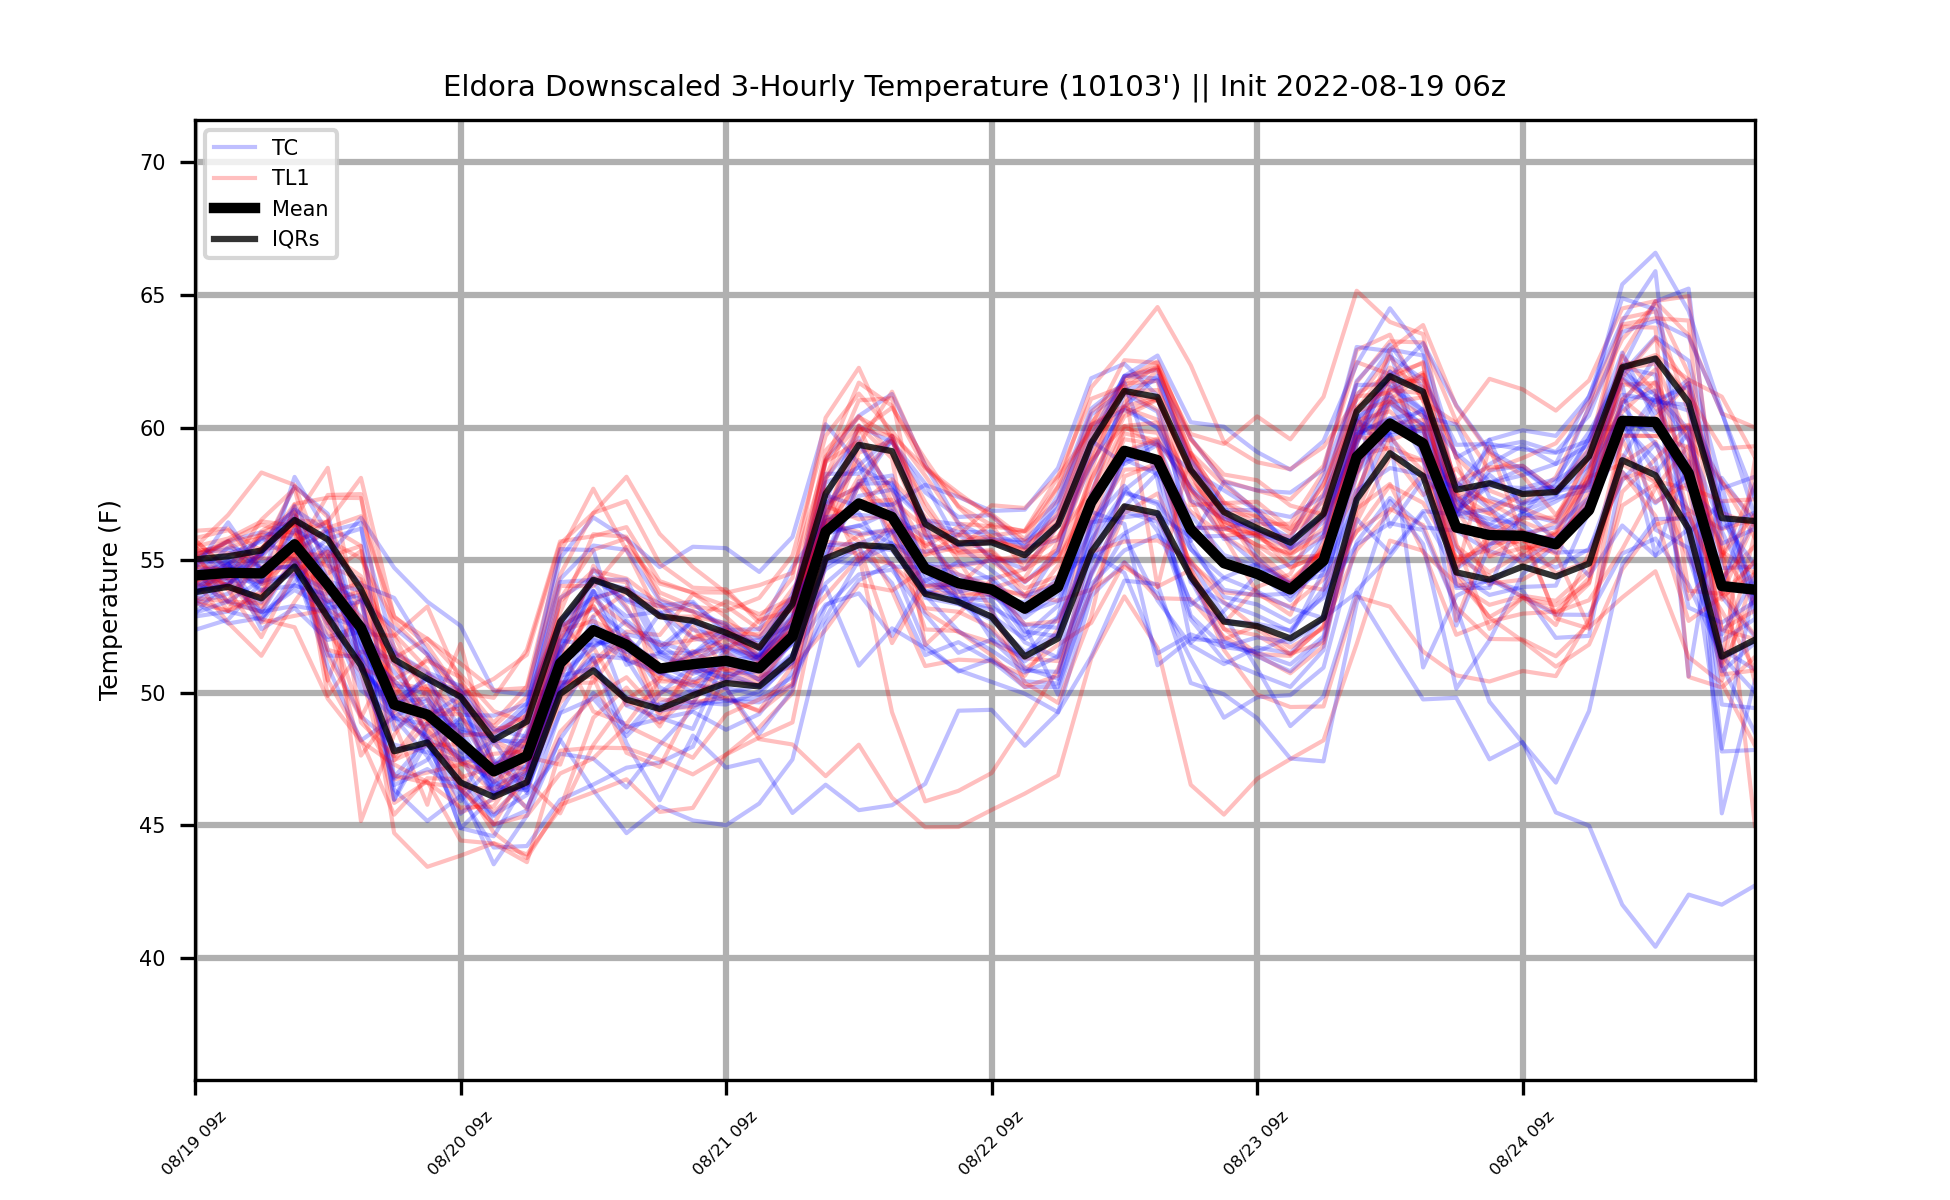 Eldora Downscaled 3-Hourly Temperature (10103') || Init 2022-08-19 06z
TC
TL1
Mean
IQRs
Temperature (F)
70
65
60
55
50
45
40
08/19 09z
08/20 09z
08/21 09z
08/22 09z
08/23 09z
08/24 09z